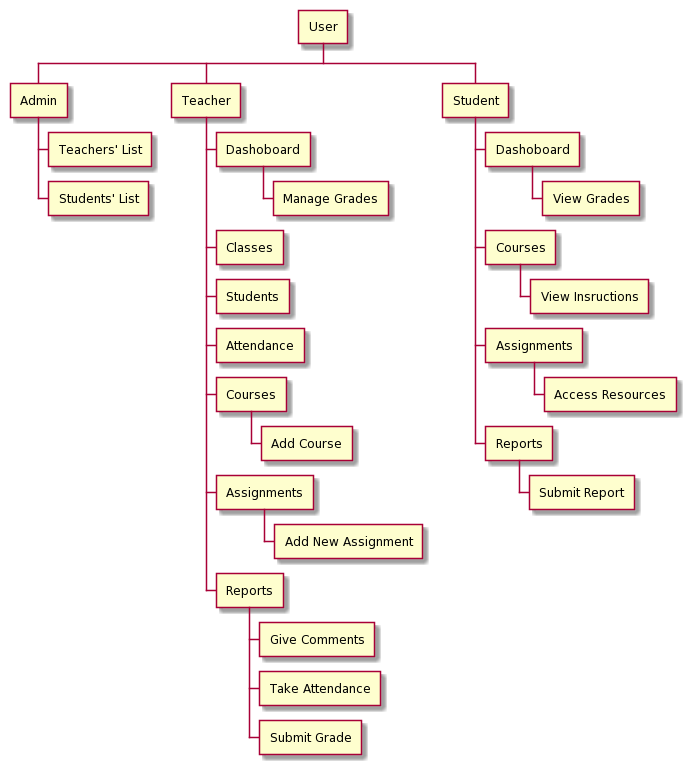 User
Admin
Teachers' List
Students' List
Teacher
Dashoboard
Manage Grades
Classes
Students
Attendance
Courses
Add Course
Assignments
Add New Assignment
Reports
Give Comments
Take Attendance
Submit Grade
Student
Dashoboard
View Grades
Courses
View Insructions
Assignments
Access Resources
Reports
Submit Report